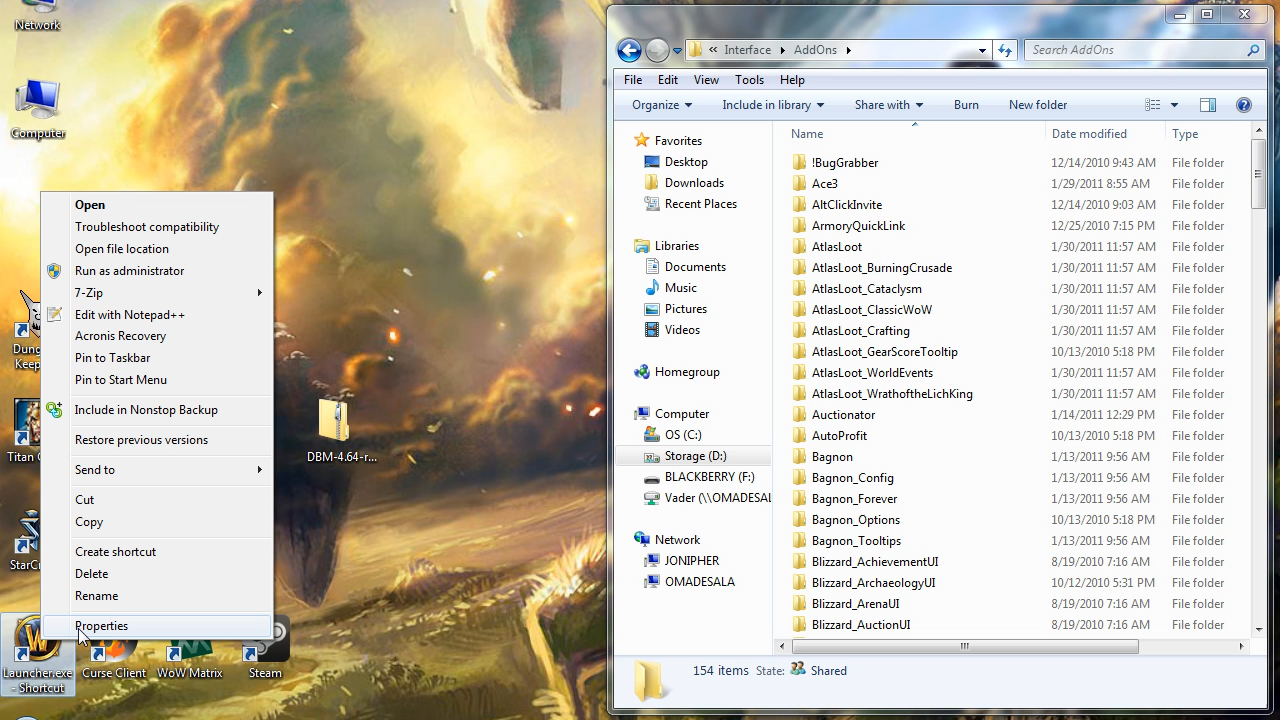 Network
Computer
Open
Troubleshoot compatibility
Open file location
Run as administrator
7-Zip
Edit with Notepad++
Acronis Recovery
Pin to Taskbar
Pin to Start Menu
Include in Nonstop Backup
Restore previous versions
Send to
Cut
Copy
Create shortcut
Delete
Rename
Properties
Dung
Keep
Titan Q
StarC
Launcher.exe
- Shortcut
Curse Client
WoW Matrix
Steam
DBM-4.64-r...
« Interface AddOns
Search AddOns
File Edit View Tools Help
Organize Include in library Share with Burn New folder
Favorites
Desktop
Downloads
Recent Places
Libraries
Documents
Music
Pictures
Videos
Homegroup
Computer
OS (C:)
Storage (D:)
BLACKBERRY (F:)
Vader (\\OMADESAL
Network
JONIPHER
OMADESALA
Name Date modified Type
!BugGrabber 12/14/2010 9:43 AM File folder
Ace3 1/29/2011 8:55 AM File folder
AltClickInvite 12/14/2010 9:03 AM File folder
ArmoryQuickLink 12/25/2010 7:15 PM File folder
AtlasLoot 1/30/2011 11:57 AM File folder
AtlasLoot_BurningCrusade 1/30/2011 11:57 AM File folder
AtlasLoot_Cataclysm 1/30/2011 11:57 AM File folder
AtlasLoot_ClassicWoW 1/30/2011 11:57 AM File folder
AtlasLoot_Crafting 1/30/2011 11:57 AM File folder
AtlasLoot_GearScoreTooltip 10/13/2010 5:18 PM File folder
AtlasLoot_WorldEvents 1/30/2011 11:57 AM File folder
AtlasLoot_WrathoftheLichKing 1/30/2011 11:57 AM File folder
Auctionator 1/14/2011 12:29 PM File folder
AutoProfit 10/13/2010 5:18 PM File folder
Bagnon 1/13/2011 9:56 AM File folder
Bagnon_Config 1/13/2011 9:56 AM File folder
Bagnon_Forever 1/13/2011 9:56 AM File folder
Bagnon_Options 10/13/2010 5:18 PM File folder
Bagnon_Tooltips 1/13/2011 9:56 AM File folder
Blizzard_AchievementUI 8/19/2010 7:16 AM File folder
Blizzard_ArchaeologyUI 10/12/2010 5:31 PM File folder
Blizzard_ArenaUI 8/19/2010 7:16 AM File folder
Blizzard_AuctionUI 8/19/2010 7:16 AM File folder
154 items State: Shared